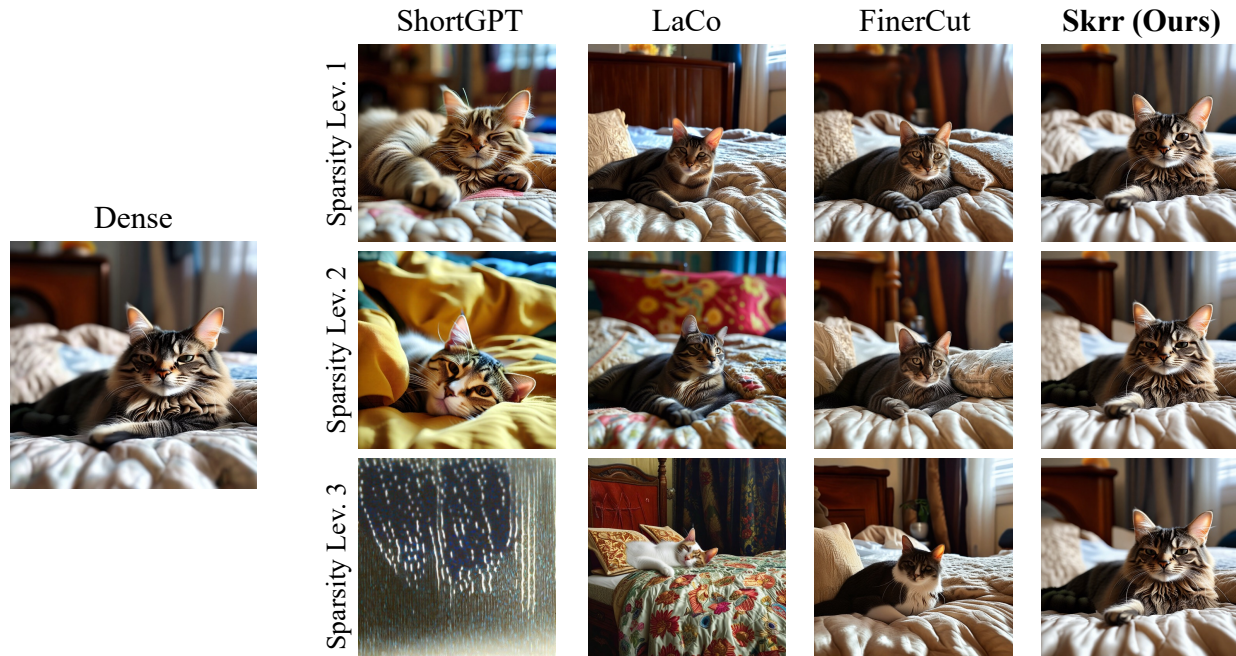 ShortGPT
LaCo
FinerCut
Skrr (Ours)
Dense
Sparsity Lev. 1
Sparsity Lev. 2
Sparsity Lev. 3